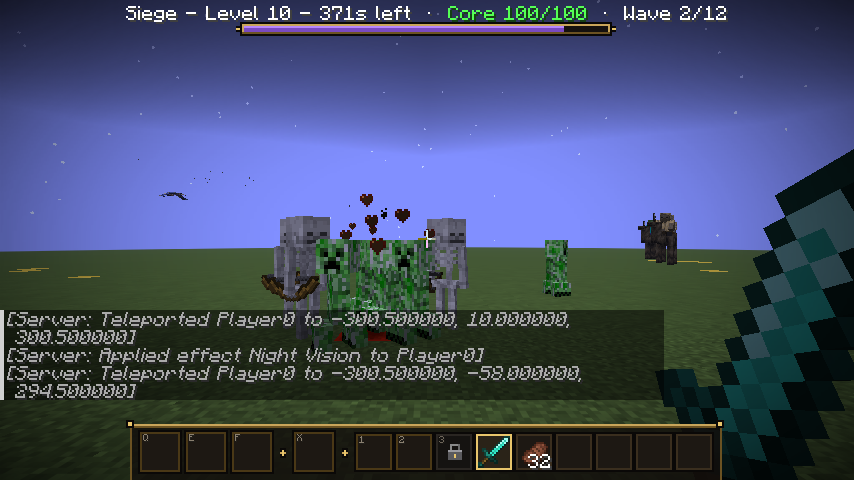 Siege - Level 10 - 371s left · Core 100/100 · Wave 2/12
[Server: Teleported Player0 to -300.500000, 10.000000,
300.500000]
[Server: Applied effect Night Vision to Player0]
[Server: Teleported Player0 to -300.500000, -59.000000,
294.500000]
Q E F X 1 2 3
32